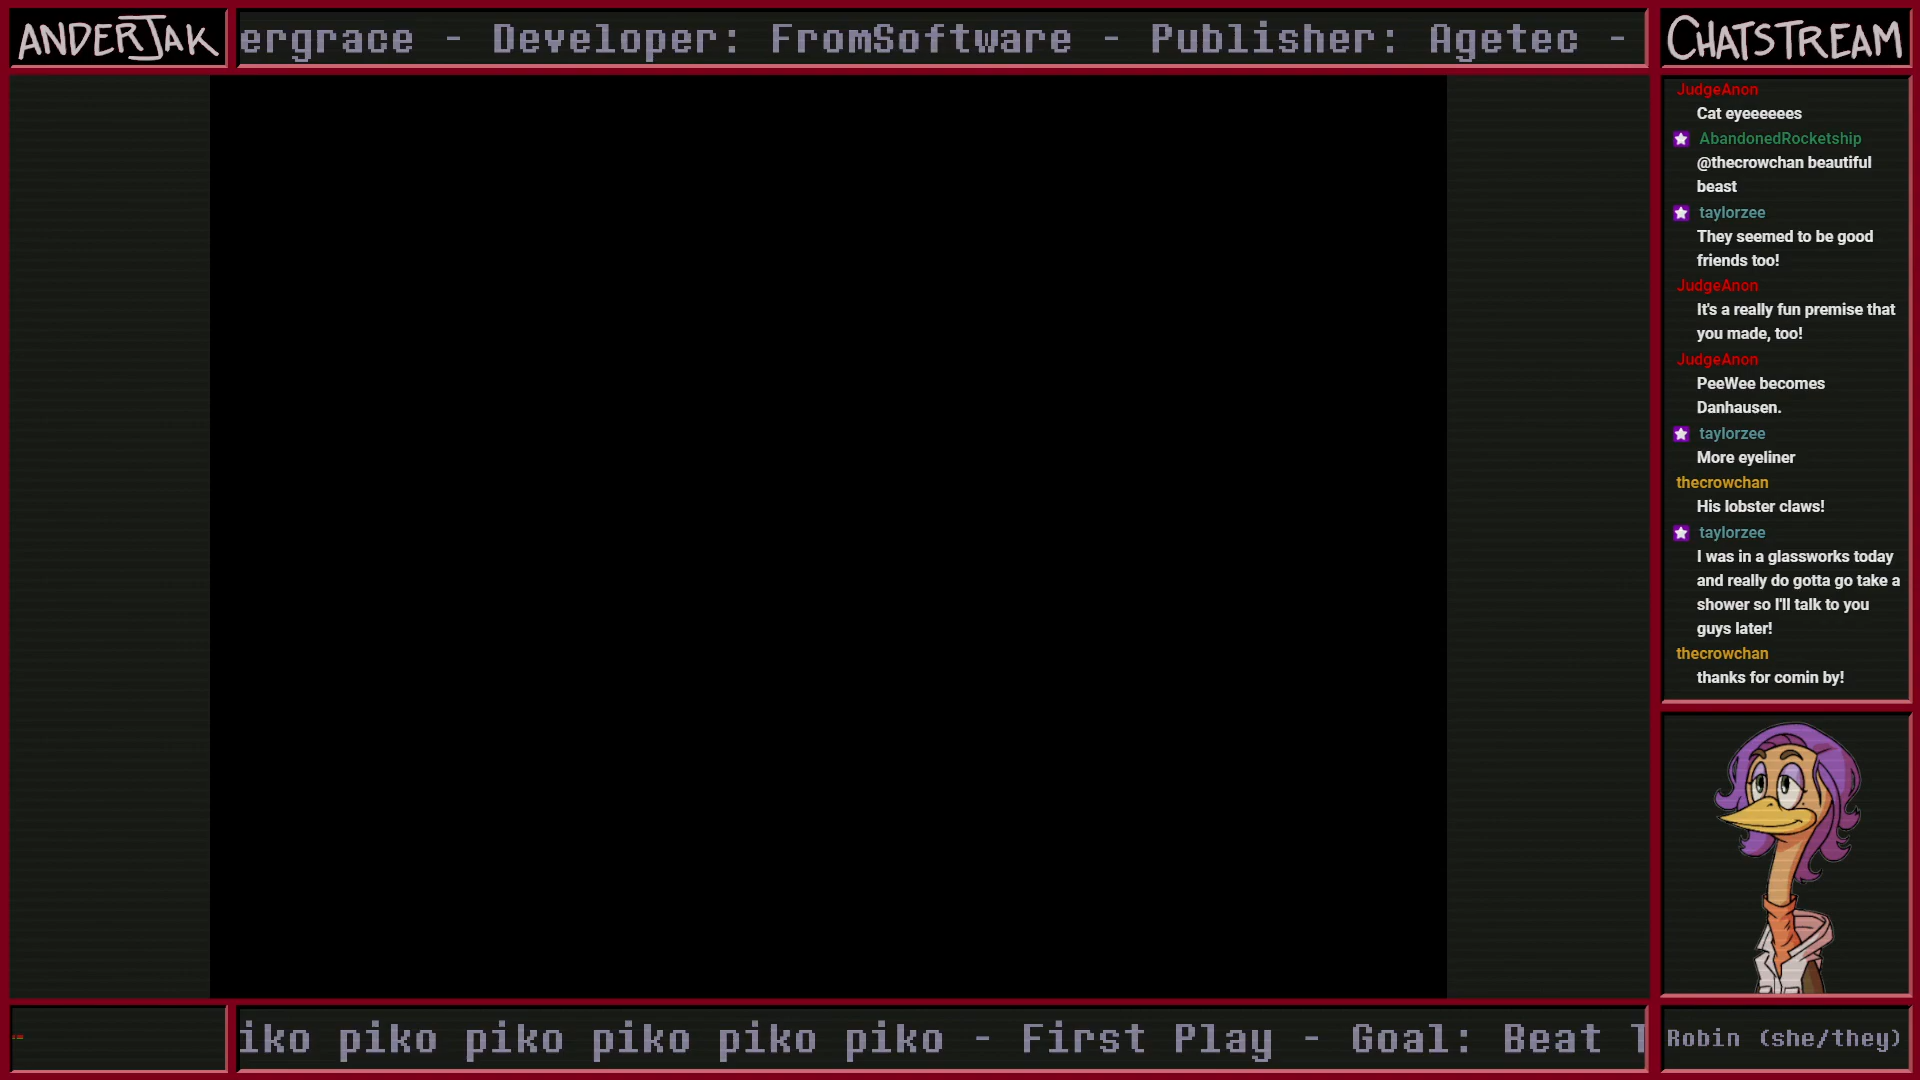 ANDERJAK
ergrace - Developer: FromSoftware - Publisher: Agetec -
CHATSTREAM
JudgeAnon
Cat eyeeeeees
AbandonedRocketship
@thecrowchan beautiful
beast
taylorzee
They seemed to be good
friends too!
JudgeAnon
It's a really fun premise that
you made, too!
JudgeAnon
PeeWee becomes
Danhausen.
taylorzee
More eyeliner
thecrowchan
His lobster claws!
taylorzee
I was in a glassworks today
and really do gotta go take a
shower so I'll talk to you
guys later!
thecrowchan
thanks for comin by!
iko piko piko piko piko piko - First Play - Goal: Beat T
Robin (she/they)